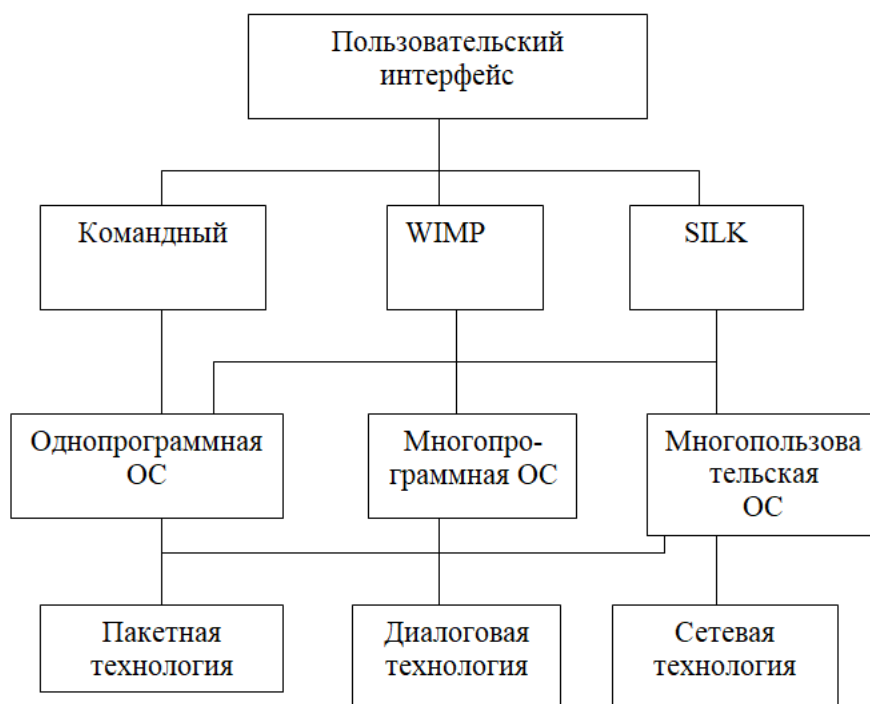 Пользовательский
интерфейс
Командный
WIMP
SILK
Однопрограммная
ОС
Многопро-
граммная ОС
Многопользова
тельская
ОС
Пакетная
технология
Диалоговая
технология
Сетевая
технология